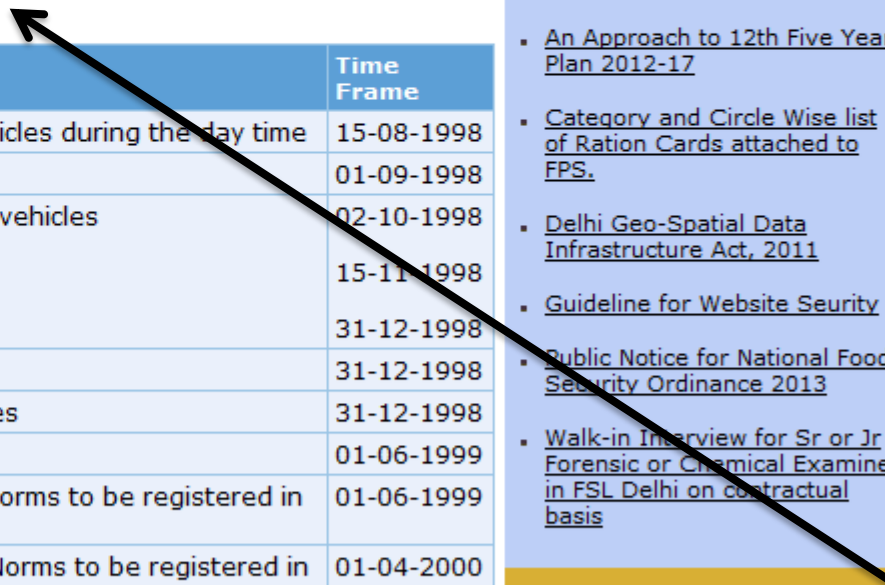 Time
Frame
icles during the day time 15-08-1998
01-09-1998
vehicles 02-10-1998
15-11-1998
31-12-1998
31-12-1998
es 31-12-1998
01-06-1999
orms to be registered in 01-06-1999
Norms to be registered in 01-04-2000
An Approach to 12th Five Year
Plan 2012-17
Category and Circle Wise list
of Ration Cards attached to
FPS.
Delhi Geo-Spatial Data
Infrastructure Act, 2011
Guideline for Website Seurity
Public Notice for National Food
Security Ordinance 2013
Walk-in Interview for Sr or Jr
Forensic or Chemical Examine
in FSL Delhi on contractual
basis